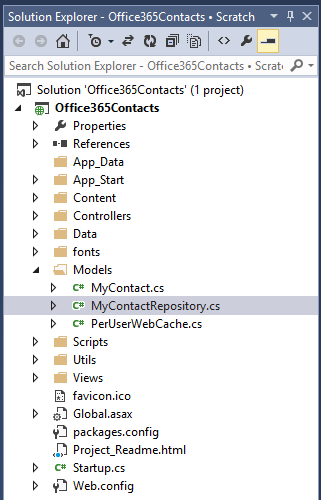 Solution Explorer - Office365Contacts • Scratch
Search Solution Explorer - Office365Contacts • Scratc
Solution 'Office365Contacts' (1 project)
Office365Contacts
Properties
References
App_Data
App_Start
Content
Controllers
Data
fonts
Models
C# MyContact.cs
C# MyContactRepository.cs
C# PerUserWebCache.cs
Scripts
Utils
Views
favicon.ico
Global.asax
packages.config
Project_Readme.html
C# Startup.cs
Web.config